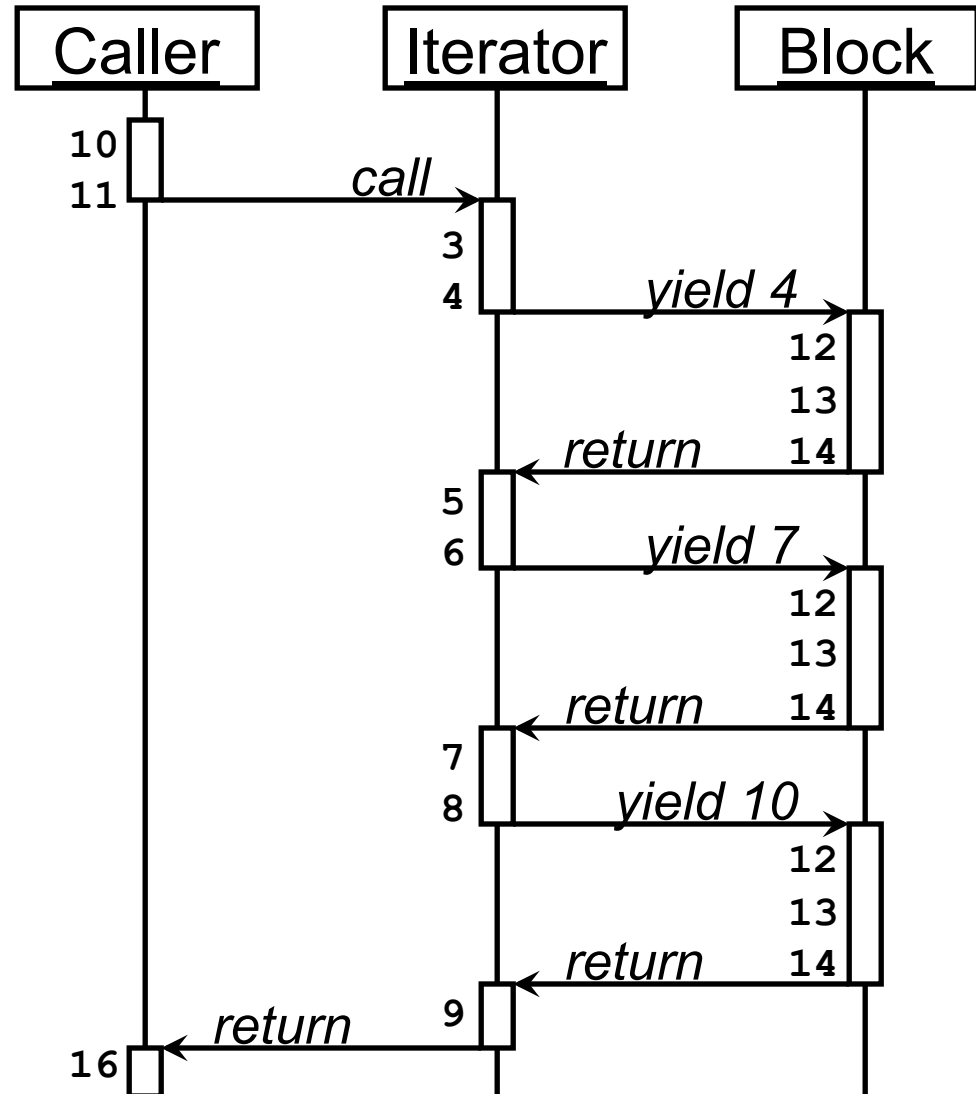 Caller Iterator Block
10
11 call
3
4 yield 4
12
13
return 14
5
6 yield 7
12
13
return 14
7
8 yield 10
12
13
return 14
9
return
16